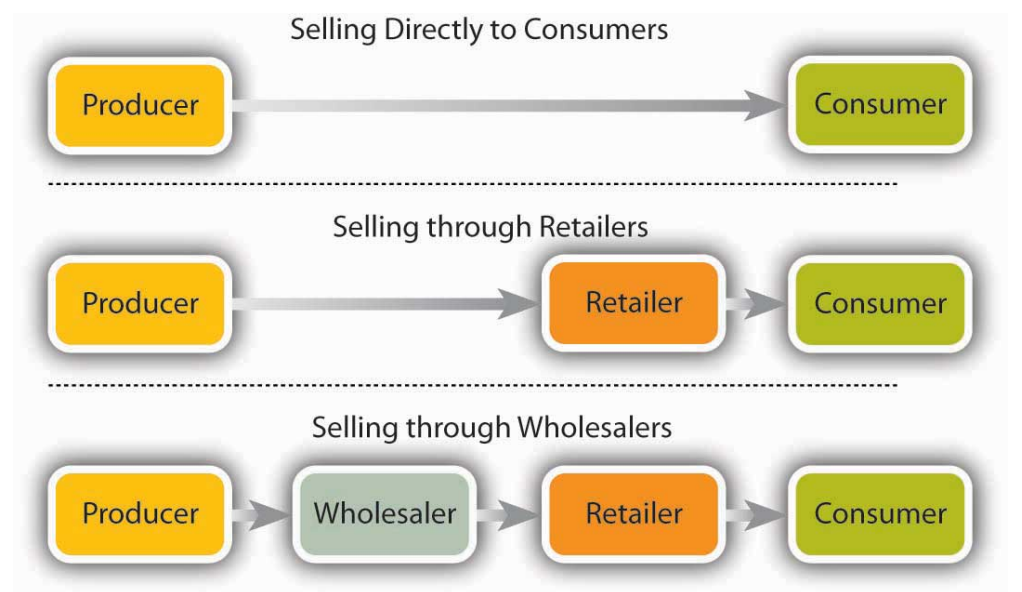 Selling Directly to Consumers
Producer
Consumer
Selling through Retailers
Producer
Retailer
Consumer
Selling through Wholesalers
Producer
Wholesaler
Retailer
Consumer